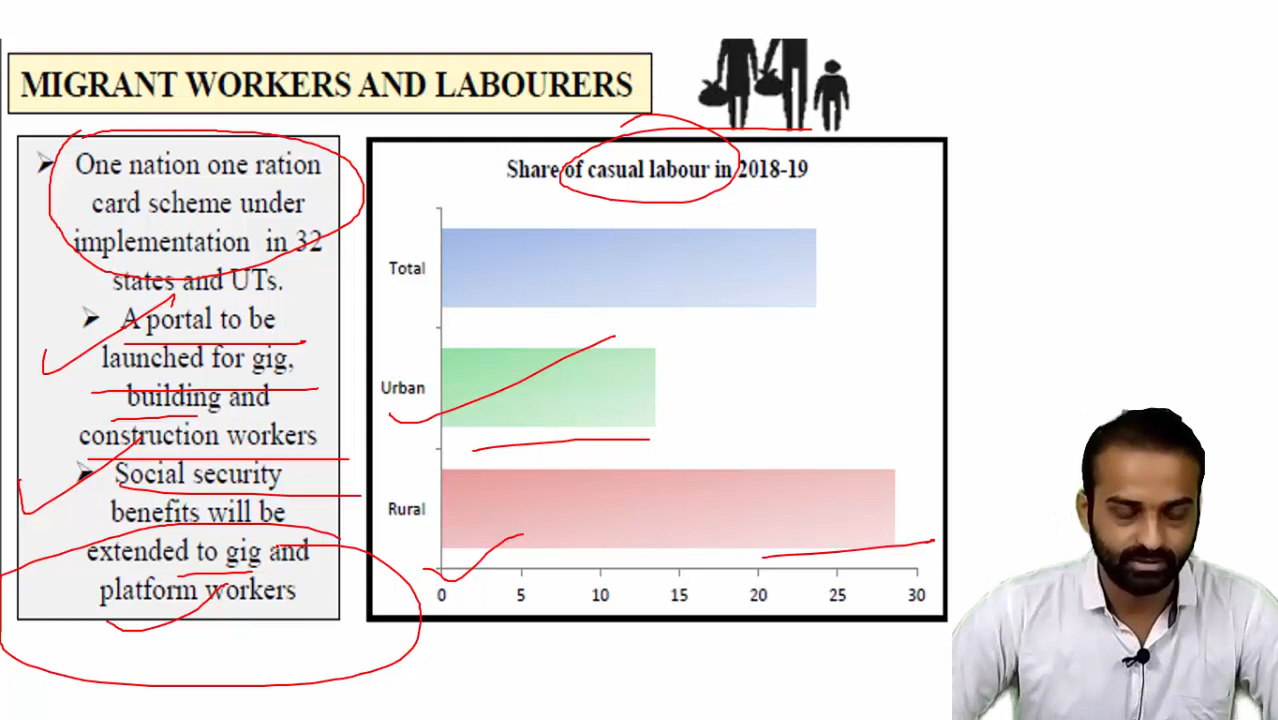 MIGRANT WORKERS AND LABOURERS
One nation one ration
card scheme under
implementation in 32
states and UTs.
A portal to be
launched for gig,
building and
construction workers
Social security
benefits will be
extended to gig and
platform workers
Share of casual labour in 2018-19
Total
Urban
Rural
0 5 10 15 20 25 30